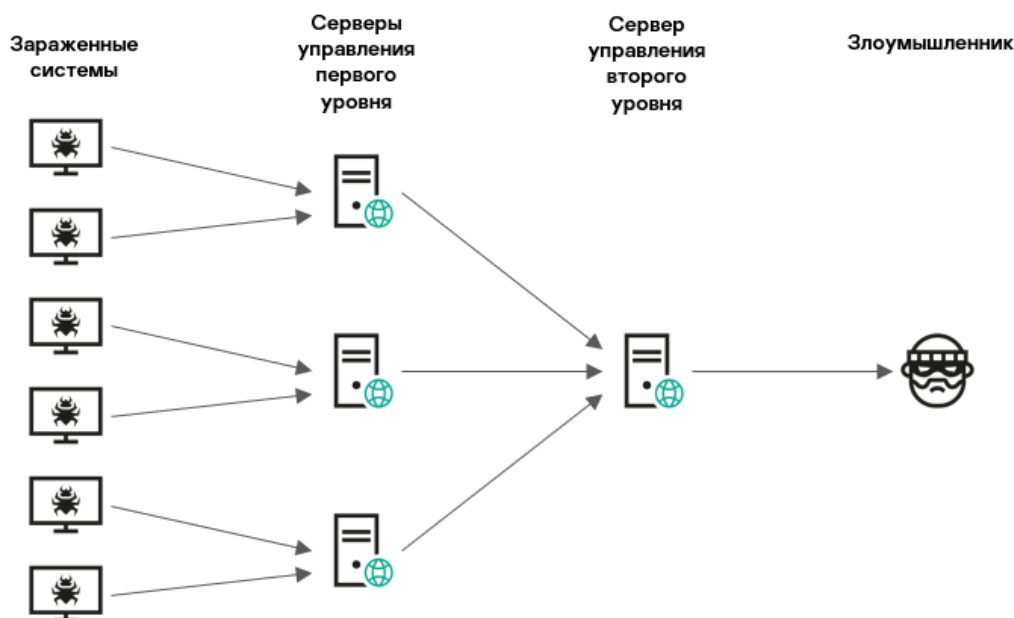 Зараженные
системы
Серверы
управления
первого
уровня
Сервер
управления
второго
уровня
Злоумышленник